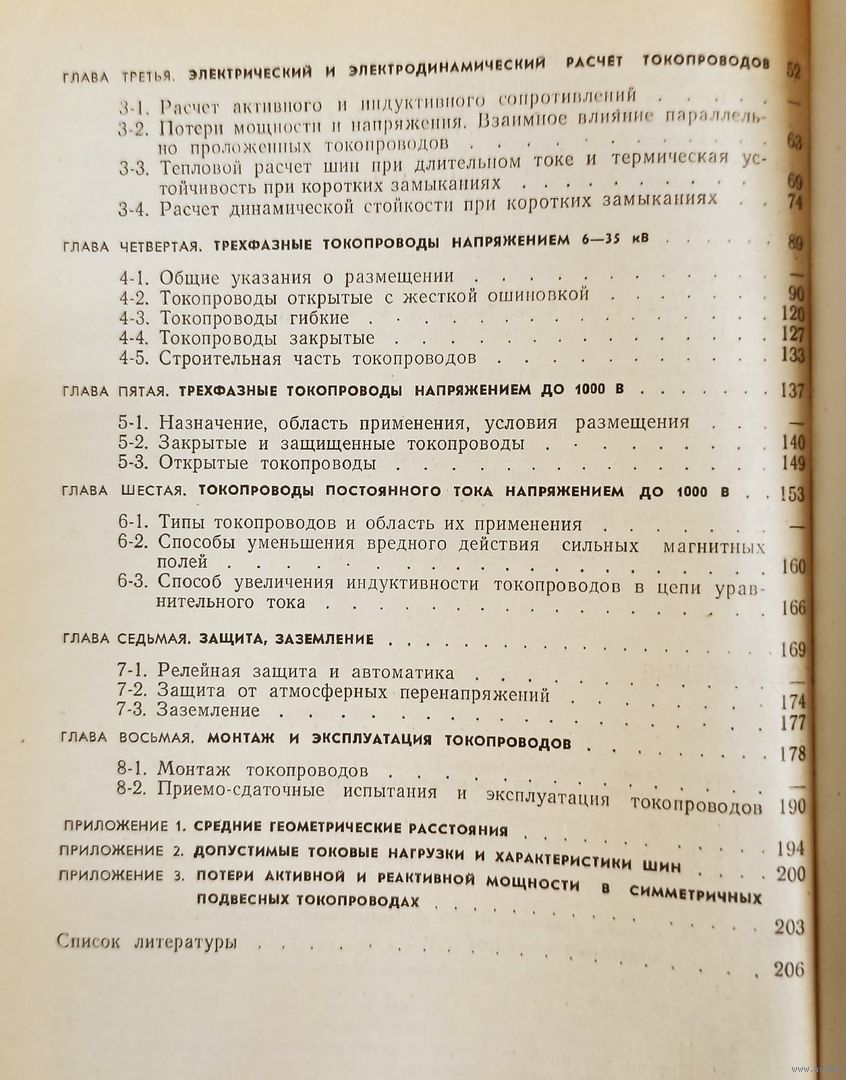 ГЛАВА ТРЕТЬЯ. ЭЛЕКТРИЧЕСКИЙ И ЭЛЕКТРОДИНАМИЧЕСКИЙ РАСЧЕТ ТОКОПРОВОДОВ 52
3-1. Расчет активного и индуктивного сопротивлений . . . . . —
3-2. Потери мощности и напряжения. Взаимное влияние параллель-
но проложенных токопроводов . . . . . . . . . . 63
3-3. Тепловой расчет шин при длительном токе и термическая ус-
тойчивость при коротких замыканиях . . . . . . . . 69
3-4. Расчет динамической стойкости при коротких замыканиях . . 74
ГЛАВА ЧЕТВЕРТАЯ. ТРЕХФАЗНЫЕ ТОКОПРОВОДЫ НАПРЯЖЕНИЕМ 6—35 кВ . . . . . . 89
4-1. Общие указания о размещении . . . . . . . . . . —
4-2. Токопроводы открытые с жесткой ошиновкой . . . . . . 90
4-3. Токопроводы гибкие . . . . . . . . . . . . . 120
4-4. Токопроводы закрытые . . . . . . . . . . . . 127
4-5. Строительная часть токопроводов . . . . . . . . . 133
ГЛАВА ПЯТАЯ. ТРЕХФАЗНЫЕ ТОКОПРОВОДЫ НАПРЯЖЕНИЕМ ДО 1000 В . . . . . . . 137
5-1. Назначение, область применения, условия размещения . . . —
5-2. Закрытые и защищенные токопроводы . . . . . . . . 140
5-3. Открытые токопроводы . . . . . . . . . . . . 149
ГЛАВА ШЕСТАЯ. ТОКОПРОВОДЫ ПОСТОЯННОГО ТОКА НАПРЯЖЕНИЕМ ДО 1000 В . . 153
6-1. Типы токопроводов и область их применения . . . . . . —
6-2. Способы уменьшения вредного действия сильных магнитных
полей . . . . . . . . . . . . . . . . . . 160
6-3. Способ увеличения индуктивности токопроводов в цепи урав-
нительного тока . . . . . . . . . . . . . . 166
ГЛАВА СЕДЬМАЯ. ЗАЩИТА, ЗАЗЕМЛЕНИЕ . . . . . . . . . . . . . . . . . 169
7-1. Релейная защита и автоматика . . . . . . . . . . —
7-2. Защита от атмосферных перенапряжений . . . . . . . 174
7-3. Заземление . . . . . . . . . . . . . . . . 177
ГЛАВА ВОСЬМАЯ. МОНТАЖ И ЭКСПЛУАТАЦИЯ ТОКОПРОВОДОВ . . . . . . . . 178
8-1. Монтаж токопроводов . . . . . . . . . . . . —
8-2. Приемо-сдаточные испытания и эксплуатация токопроводов 190
ПРИЛОЖЕНИЕ 1. СРЕДНИЕ ГЕОМЕТРИЧЕСКИЕ РАССТОЯНИЯ . . . . . . . . . . 194
ПРИЛОЖЕНИЕ 2. ДОПУСТИМЫЕ ТОКОВЫЕ НАГРУЗКИ И ХАРАКТЕРИСТИКИ ШИН . . . . 200
ПРИЛОЖЕНИЕ 3. ПОТЕРИ АКТИВНОЙ И РЕАКТИВНОЙ МОЩНОСТИ В СИММЕТРИЧНЫХ
ПОДВЕСНЫХ ТОКОПРОВОДАХ . . . . . . . . . . . . . . . 203
Список литературы . . . . . . . . . . . . . . . . . . 206